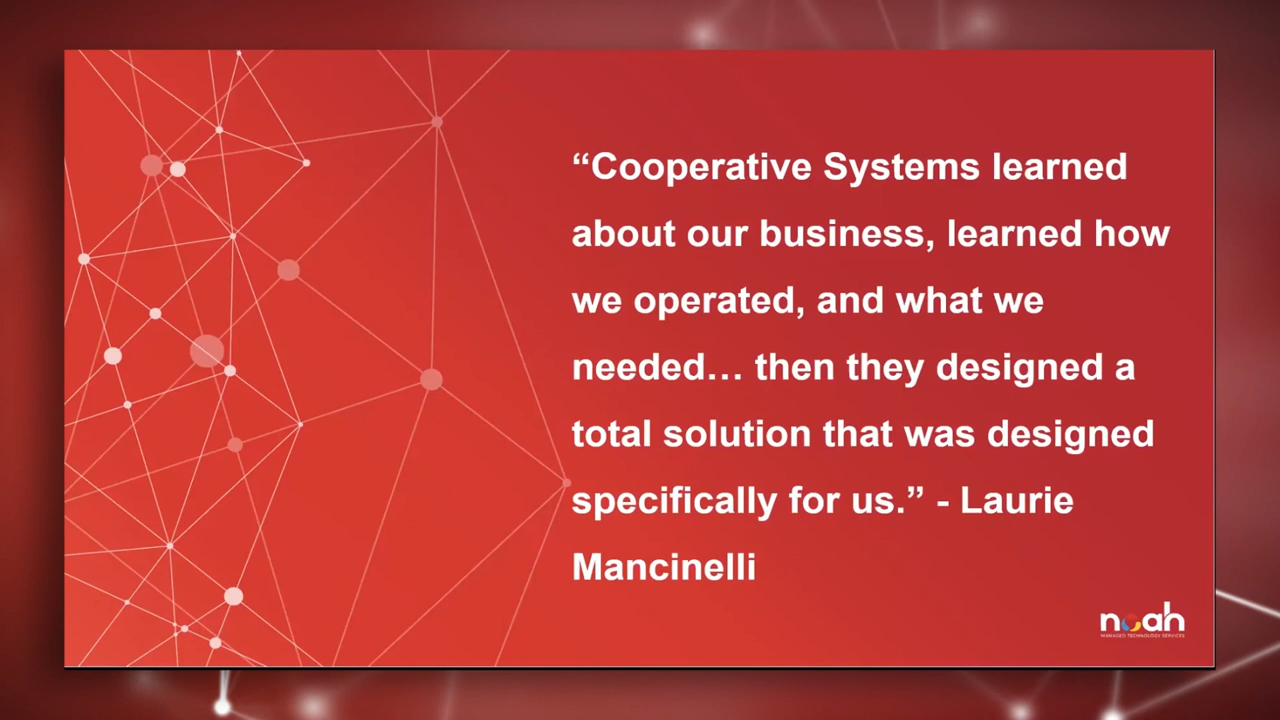 “Cooperative Systems learned
about our business, learned how
we operated, and what we
needed… then they designed a
total solution that was designed
specifically for us.” - Laurie
Mancinelli
noah
MANAGED TECHNOLOGY SERVICES